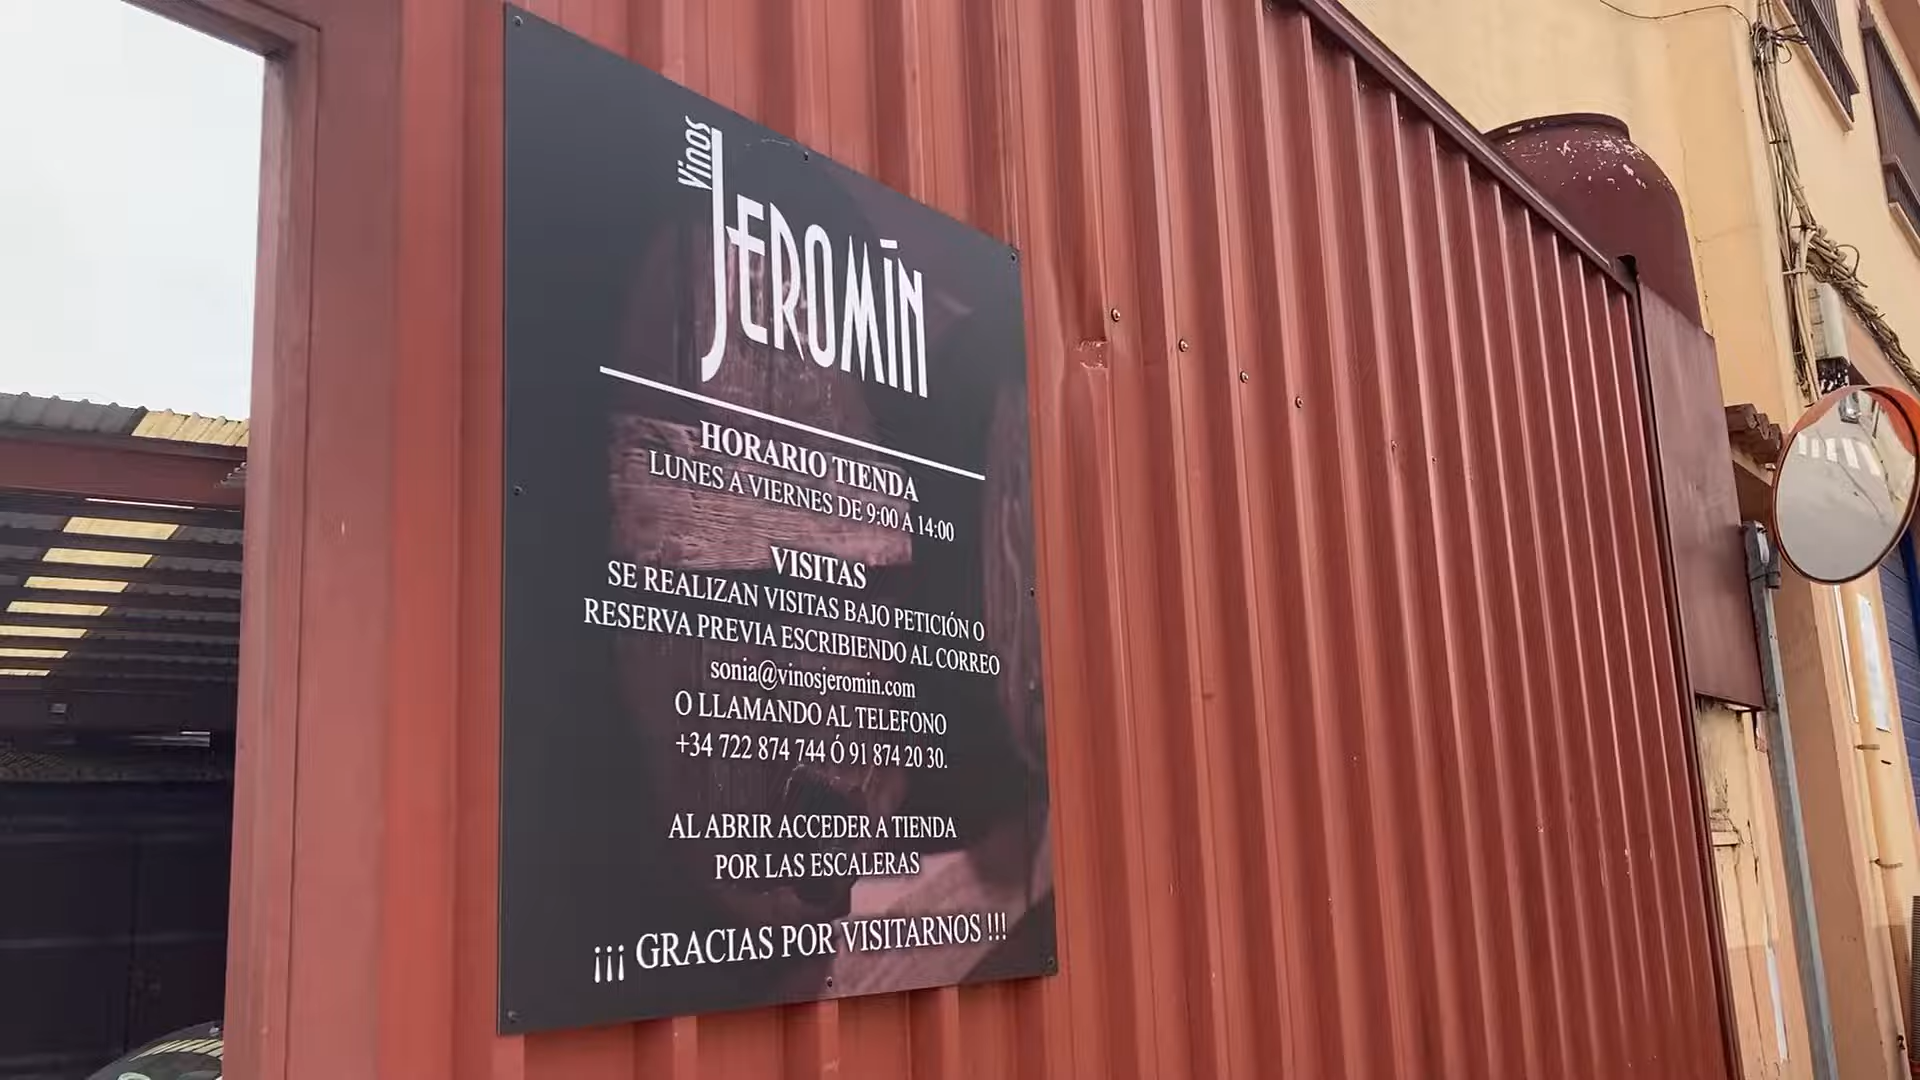 Vinos
JEROMÍN
HORARIO TIENDA
LUNES A VIERNES DE 9:00 A 14:00
VISITAS
SE REALIZAN VISITAS BAJO PETICIÓN O
RESERVA PREVIA ESCRIBIENDO AL CORREO
sonia@vinosjeromin.com
O LLAMANDO AL TELEFONO
+34 722 874 744 Ó 91 874 20 30.
AL ABRIR ACCEDER A TIENDA
POR LAS ESCALERAS
¡¡¡ GRACIAS POR VISITARNOS !!!